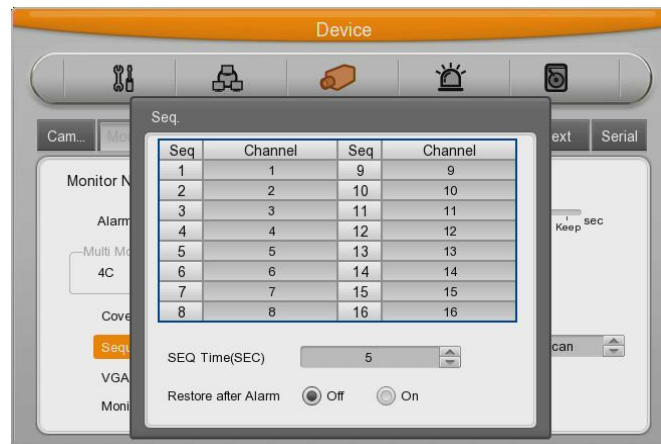 Device
Seq.
Cam...
ext Serial
Seq Channel Seq Channel
1 1 9 9
2 2 10 10
3 3 11 11
4 4 12 12
5 5 13 13
6 6 14 14
7 7 15 15
8 8 16 16
Monitor N
Alarm
Keep sec
Multi Mo
4C
Cove
Sequ
can
VGA
Moni
SEQ Time(SEC) 5
Restore after Alarm Off On